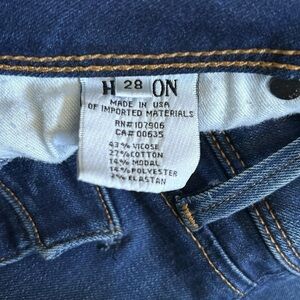 H 28 ON
MADE IN USA
OF IMPORTED MATERIALS
RN#107906
CA#00635
43% VICOSE
27% COTTON
14% MODAL
14% POLYESTER
2% ELASTAN